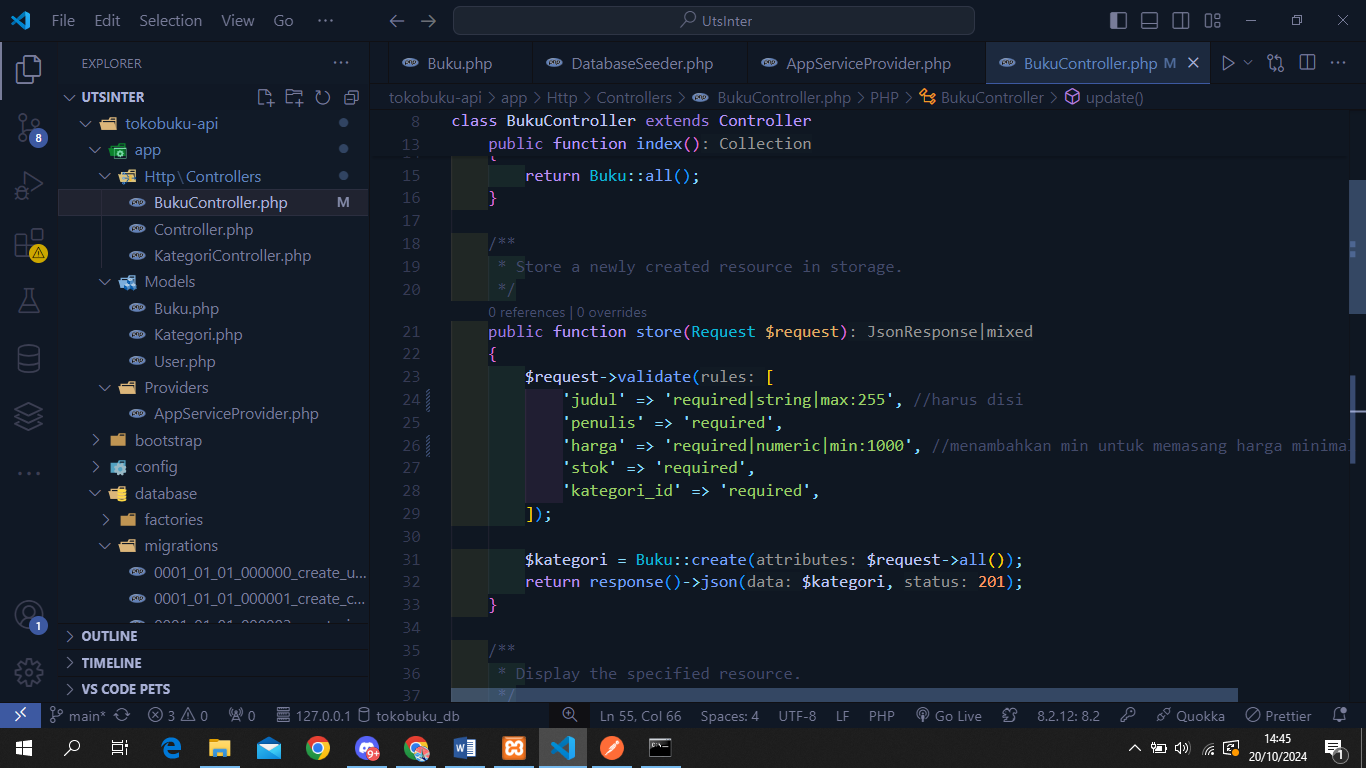 File Edit Selection View Go ···
UtsInter
EXPLORER ···
Buku.php
DatabaseSeeder.php
AppServiceProvider.php
BukuController.php M
UTSINTER
tokobuku-api > app > Http > Controllers > BukuController.php > PHP > BukuController > update()
tokobuku-api
app
Http\Controllers
BukuController.php M
Controller.php
KategoriController.php
Models
Buku.php
Kategori.php
User.php
Providers
AppServiceProvider.php
bootstrap
config
database
factories
migrations
0001_01_01_000000_create_u...
0001_01_01_000001_create_c...
OUTLINE
TIMELINE
VS CODE PETS
8
1
8 class BukuController extends Controller
13 public function index(): Collection
{
15 return Buku::all();
16 }
17
18 /**
19 * Store a newly created resource in storage.
20 */
0 references | 0 overrides
21 public function store(Request $request): JsonResponse|mixed
22 {
23 $request->validate(rules: [
24 'judul' => 'required|string|max:255', //harus disi
25 'penulis' => 'required',
26 'harga' => 'required|numeric|min:1000', //menambahkan min untuk memasang harga minima
27 'stok' => 'required',
28 'kategori_id' => 'required',
29 ]);
30
31 $kategori = Buku::create(attributes: $request->all());
32 return response()->json(data: $kategori, status: 201);
33 }
34
35 /**
36 * Display the specified resource.
37 */
main* 3 0 0 127.0.0.1 tokobuku_db Ln 55, Col 66 Spaces: 4 UTF-8 LF PHP Go Live 8.2.12: 8.2 Quokka Prettier
9+
14:45
20/10/2024
1